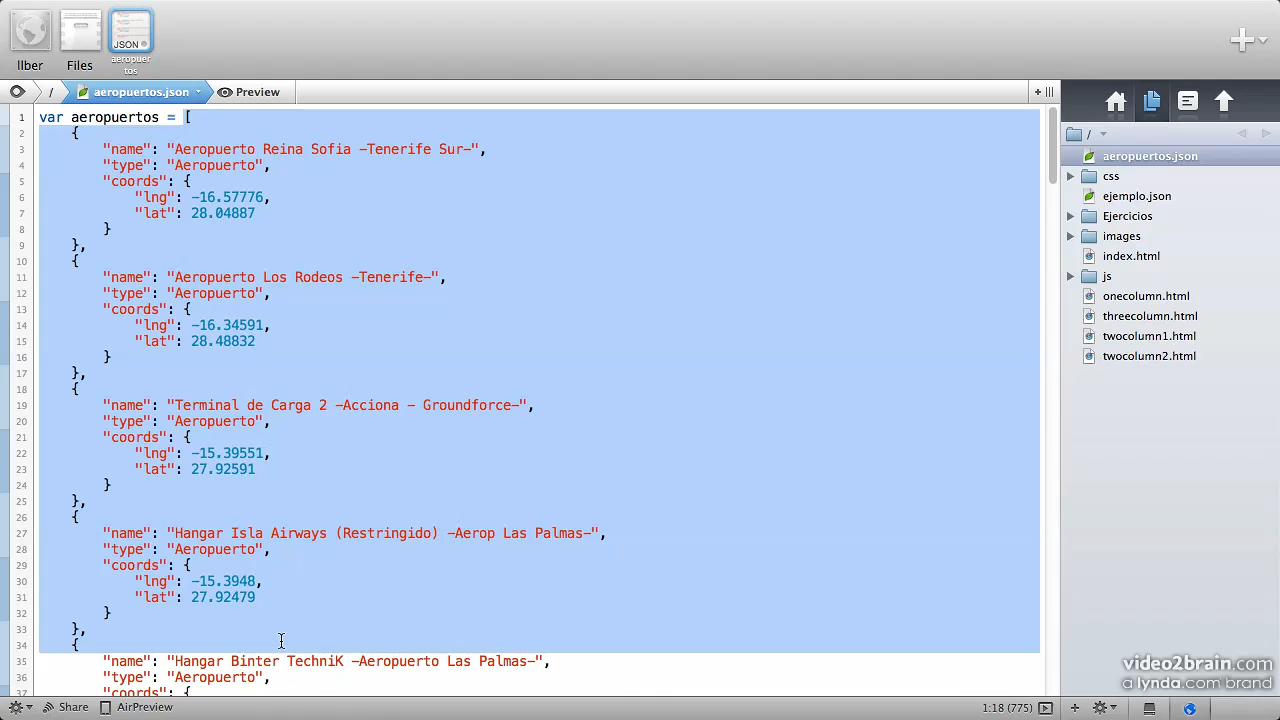 JSON
Ilber
Files
aeropuer
tos
/
aeropuertos.json
Preview
1 var aeropuertos = [
2 {
3 "name": "Aeropuerto Reina Sofia -Tenerife Sur-",
4 "type": "Aeropuerto",
5 "coords": {
6 "lng": -16.57776,
7 "lat": 28.04887
8 }
9 },
10 {
11 "name": "Aeropuerto Los Rodeos -Tenerife-",
12 "type": "Aeropuerto",
13 "coords": {
14 "lng": -16.34591,
15 "lat": 28.48832
16 }
17 },
18 {
19 "name": "Terminal de Carga 2 -Acciona - Groundforce-",
20 "type": "Aeropuerto",
21 "coords": {
22 "lng": -15.39551,
23 "lat": 27.92591
24 }
25 },
26 {
27 "name": "Hangar Isla Airways (Restringido) -Aerop Las Palmas-",
28 "type": "Aeropuerto",
29 "coords": {
30 "lng": -15.3948,
31 "lat": 27.92479
32 }
33 },
34 {
35 "name": "Hangar Binter TechniK -Aeropuerto Las Palmas-",
36 "type": "Aeropuerto",
37 "coords": {
/
aeropuertos.json
css
ejemplo.json
Ejercicios
images
index.html
js
onecolumn.html
threecolumn.html
twocolumn1.html
twocolumn2.html
video2brain.com
a lynda.com brand
Share
AirPreview
1:18 (775)